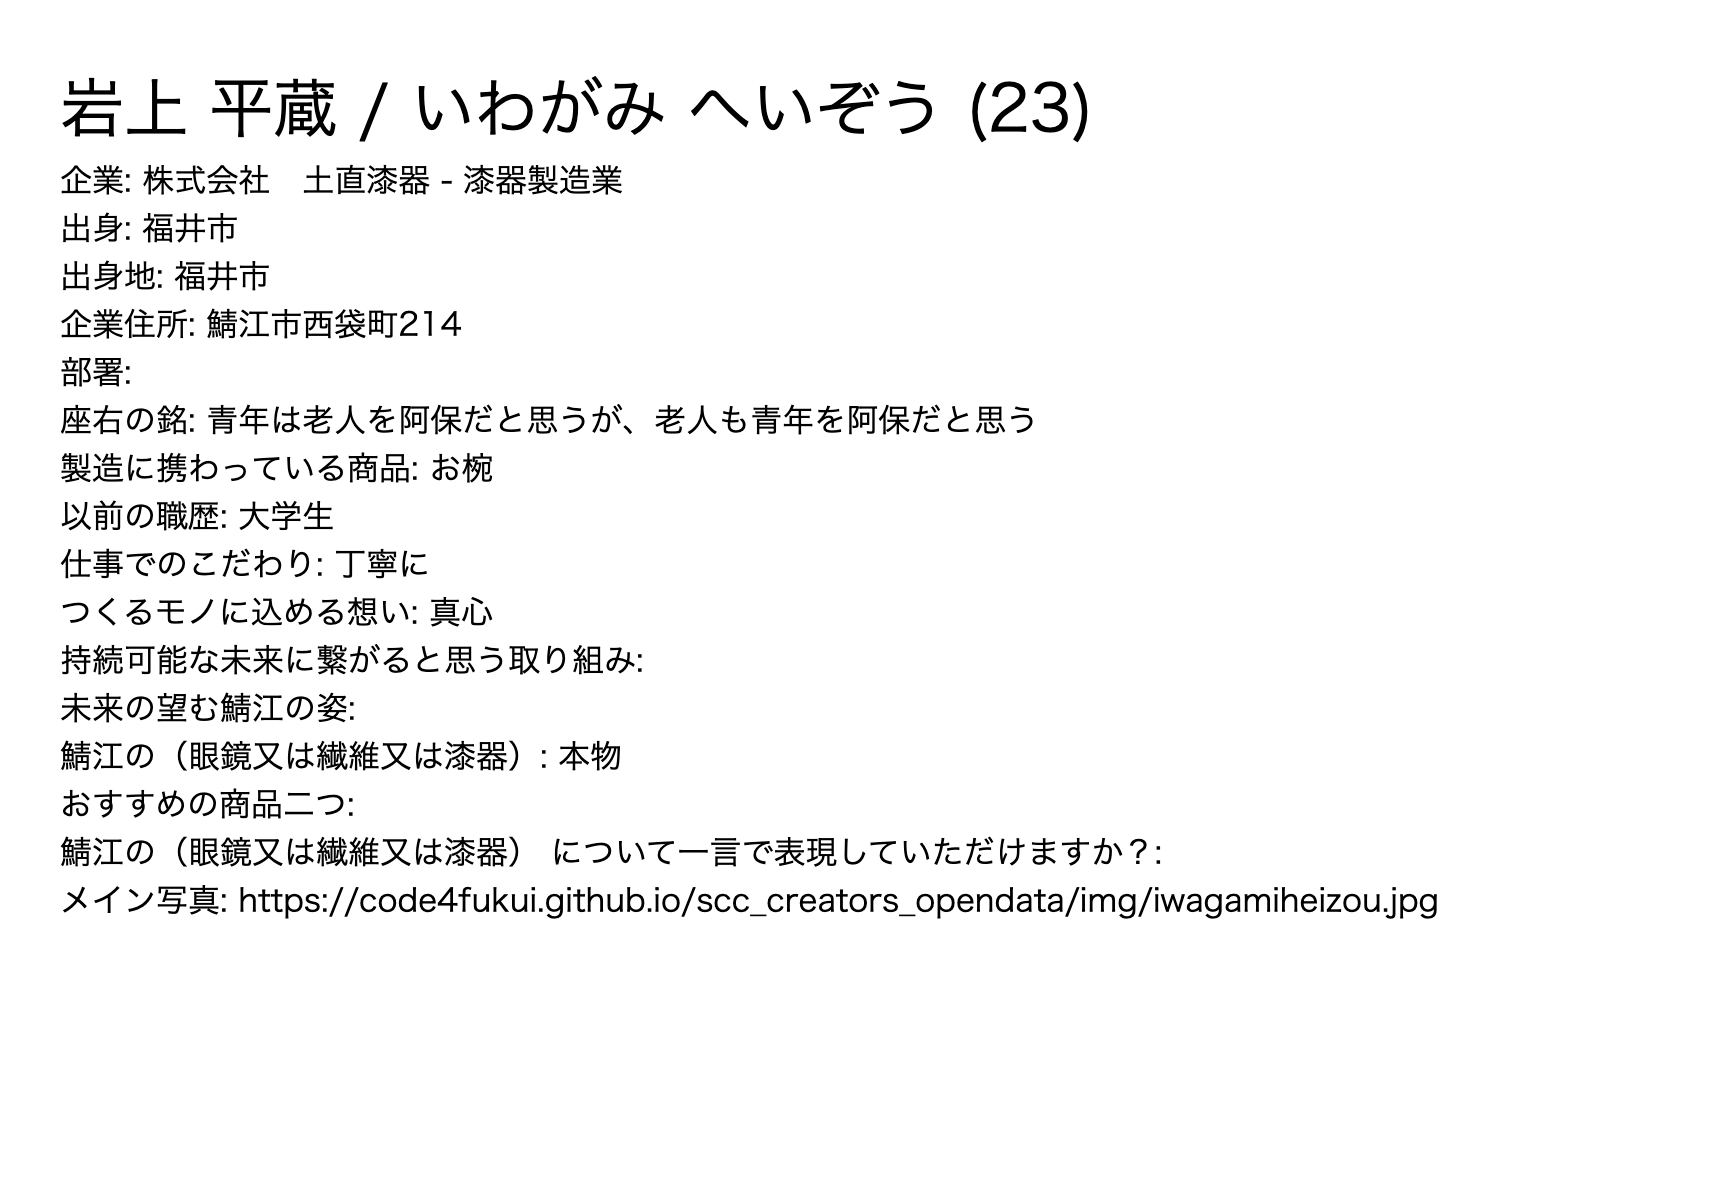 岩上 平蔵 / いわがみ へいぞう (23)
企業: 株式会社　土直漆器 - 漆器製造業
出身: 福井市
出身地: 福井市
企業住所: 鯖江市西袋町214
部署:
座右の銘: 青年は老人を阿保だと思うが、老人も青年を阿保だと思う
製造に携わっている商品: お椀
以前の職歴: 大学生
仕事でのこだわり: 丁寧に
つくるモノに込める想い: 真心
持続可能な未来に繋がると思う取り組み:
未来の望む鯖江の姿:
鯖江の（眼鏡又は繊維又は漆器）: 本物
おすすめの商品二つ:
鯖江の（眼鏡又は繊維又は漆器） について一言で表現していただけますか？:
メイン写真: https://code4fukui.github.io/scc_creators_opendata/img/iwagamiheizou.jpg